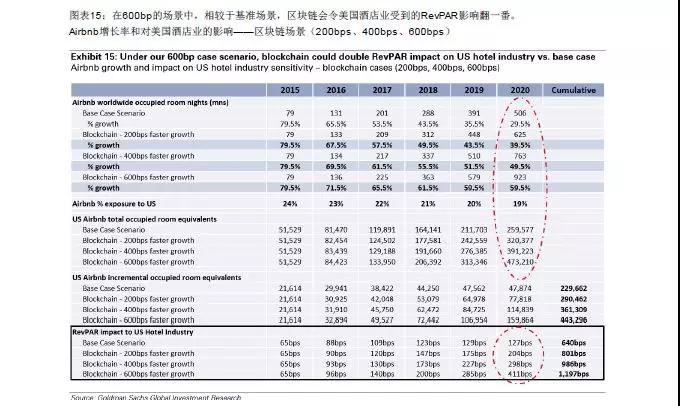 图表15：在600bp的场景中，相较于基准场景，区块链会令美国酒店业受到的RevPAR影响翻一番。
Airbnb增长率和对美国酒店业的影响——区块链场景（200bps、400bps、600bps）
Exhibit 15: Under our 600bp case scenario, blockchain could double RevPAR impact on US hotel industry vs. base case
Airbnb growth and impact on US hotel industry sensitivity – blockchain cases (200bps, 400bps, 600bps)
2015 2016 2017 2018 2019 2020 Cumulative
Airbnb worldwide occupied room nights (mns)
Base Case Scenario 79 131 201 288 391 506
% growth 79.5% 65.5% 53.5% 43.5% 35.5% 29.5%
Blockchain - 200bps faster growth 79 133 209 312 448 625
% growth 79.5% 67.5% 57.5% 49.5% 43.5% 39.5%
Blockchain - 400bps faster growth 79 134 217 337 510 763
% growth 79.5% 69.5% 61.5% 55.5% 51.5% 49.5%
Blockchain - 600bps faster growth 79 136 225 363 579 923
% growth 79.5% 71.5% 65.5% 61.5% 59.5% 59.5%
Airbnb % exposure to US 24% 23% 22% 21% 20% 19%
US Airbnb total occupied room equivalents
Base Case Scenario 51,529 81,470 119,891 164,141 211,703 259,577
Blockchain - 200bps faster growth 51,529 82,454 124,502 177,581 242,559 320,377
Blockchain - 400bps faster growth 51,529 83,439 129,188 191,660 276,385 391,223
Blockchain - 600bps faster growth 51,529 84,423 133,950 206,392 313,346 473,210
US Airbnb incremental occupied room equivalents
Base Case Scenario 21,614 29,941 38,422 44,250 47,562 47,874 229,662
Blockchain - 200bps faster growth 21,614 30,925 42,048 53,079 64,978 77,818 290,462
Blockchain - 400bps faster growth 21,614 31,910 45,750 62,472 84,725 114,839 361,309
Blockchain - 600bps faster growth 21,614 32,894 49,527 72,442 106,954 159,864 443,296
RevPAR impact to US Hotel Industry
Base Case Scenario 65bps 88bps 109bps 123bps 129bps 127bps 640bps
Blockchain - 200bps faster growth 65bps 90bps 120bps 147bps 175bps 204bps 801bps
Blockchain - 400bps faster growth 65bps 93bps 130bps 173bps 227bps 298bps 986bps
Blockchain - 600bps faster growth 65bps 96bps 140bps 200bps 285bps 411bps 1,197bps
Source: Goldman Sachs Global Investment Research